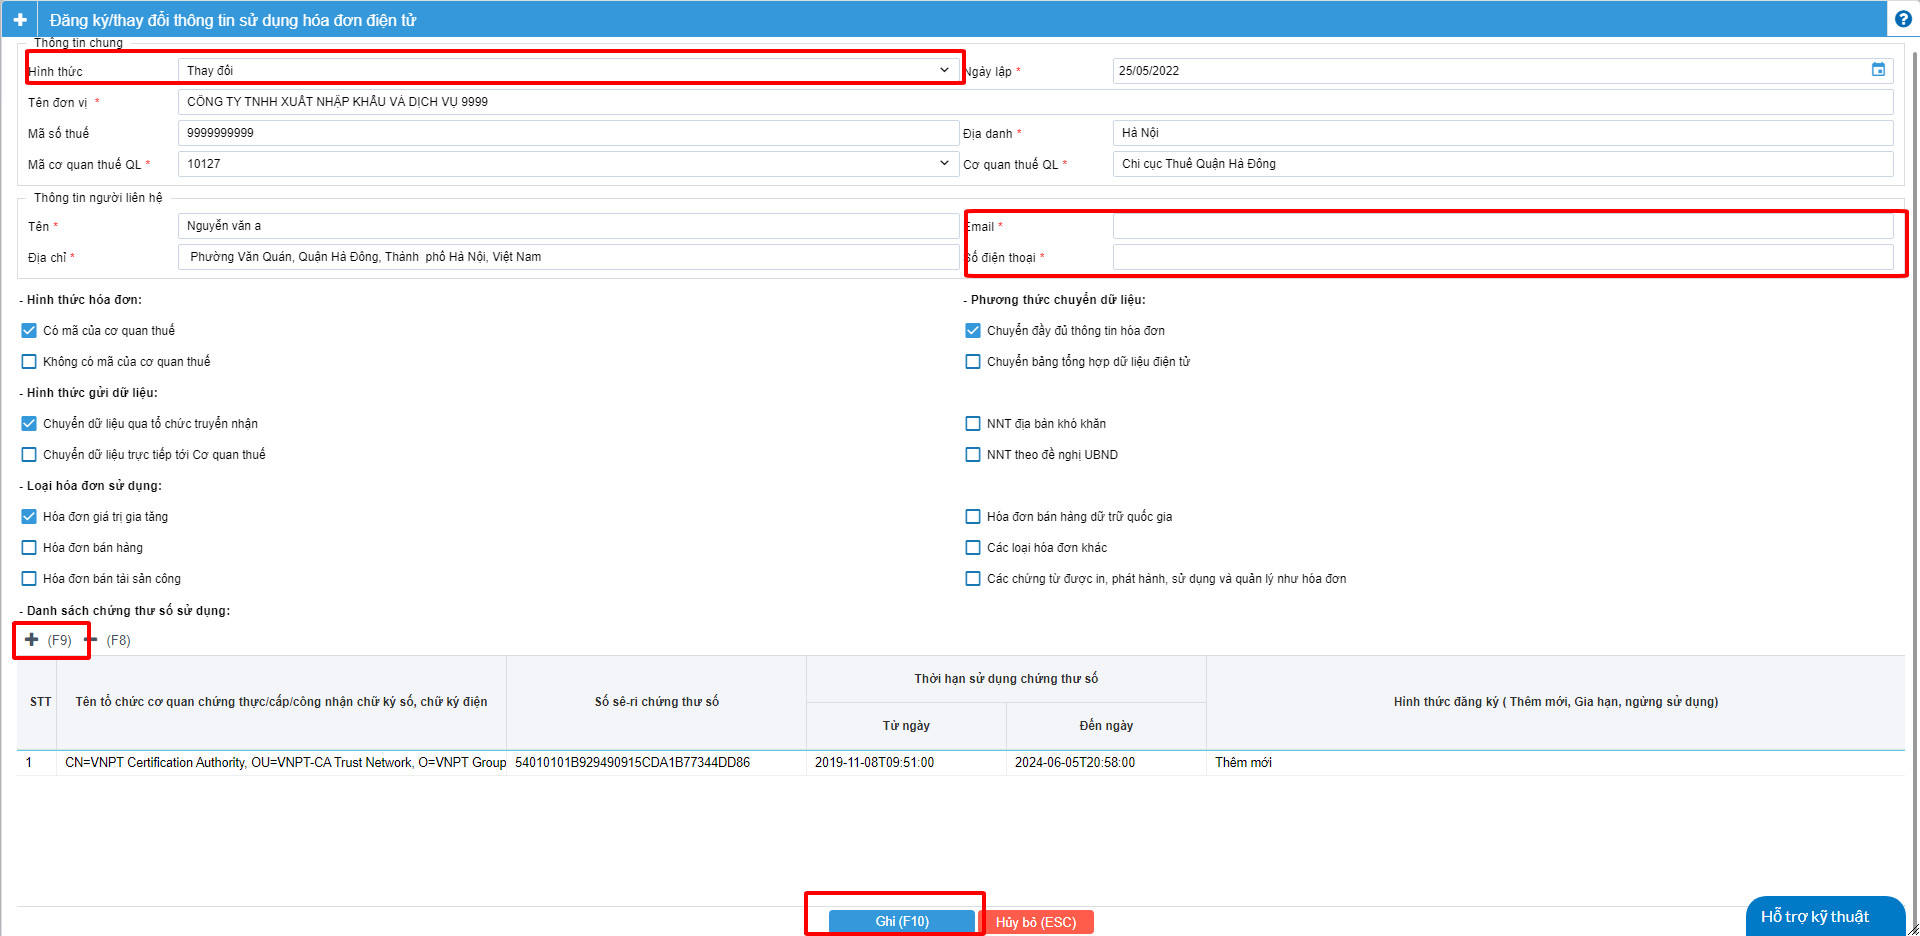 Đăng ký/thay đổi thông tin sử dụng hóa đơn điện tử
Thông tin chung
Hình thức Thay đổi Ngày lập * 25/05/2022
Tên đơn vị * CÔNG TY TNHH XUẤT NHẬP KHẨU VÀ DỊCH VỤ 9999
Mã số thuế 9999999999 Địa danh * Hà Nội
Mã cơ quan thuế QL * 10127 Cơ quan thuế QL * Chi cục Thuế Quận Hà Đông
Thông tin người liên hệ
Tên * Nguyễn văn a Email *
Địa chỉ * Phường Văn Quán, Quận Hà Đông, Thành phố Hà Nội, Việt Nam Số điện thoại *
- Hình thức hóa đơn: - Phương thức chuyển dữ liệu:
Có mã của cơ quan thuế Chuyển đầy đủ thông tin hóa đơn
Không có mã của cơ quan thuế Chuyển bảng tổng hợp dữ liệu điện tử
- Hình thức gửi dữ liệu:
Chuyển dữ liệu qua tổ chức truyền nhận NNT địa bàn khó khăn
Chuyển dữ liệu trực tiếp tới Cơ quan thuế NNT theo đề nghị UBND
- Loại hóa đơn sử dụng:
Hóa đơn giá trị gia tăng Hóa đơn bán hàng dữ trữ quốc gia
Hóa đơn bán hàng Các loại hóa đơn khác
Hóa đơn bán tài sản công Các chứng từ được in, phát hành, sử dụng và quản lý như hóa đơn
- Danh sách chứng thư số sử dụng:
(F9) (F8)
STT Tên tổ chức cơ quan chứng thực/cấp/công nhận chữ ký số, chữ ký điện Số sê-ri chứng thư số Thời hạn sử dụng chứng thư số Hình thức đăng ký ( Thêm mới, Gia hạn, ngừng sử dụng)
Từ ngày Đến ngày
1 CN=VNPT Certification Authority, OU=VNPT-CA Trust Network, O=VNPT Group 54010101B929490915CDA1B77344DD86 2019-11-08T09:51:00 2024-06-05T20:58:00 Thêm mới
Ghi (F10) Hủy bỏ (ESC)
Hỗ trợ kỹ thuật